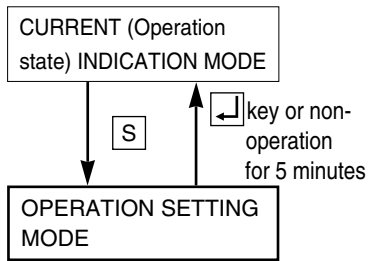 CURRENT (Operation
state) INDICATION MODE
S
↵ key or non-
operation
for 5 minutes
OPERATION SETTING
MODE